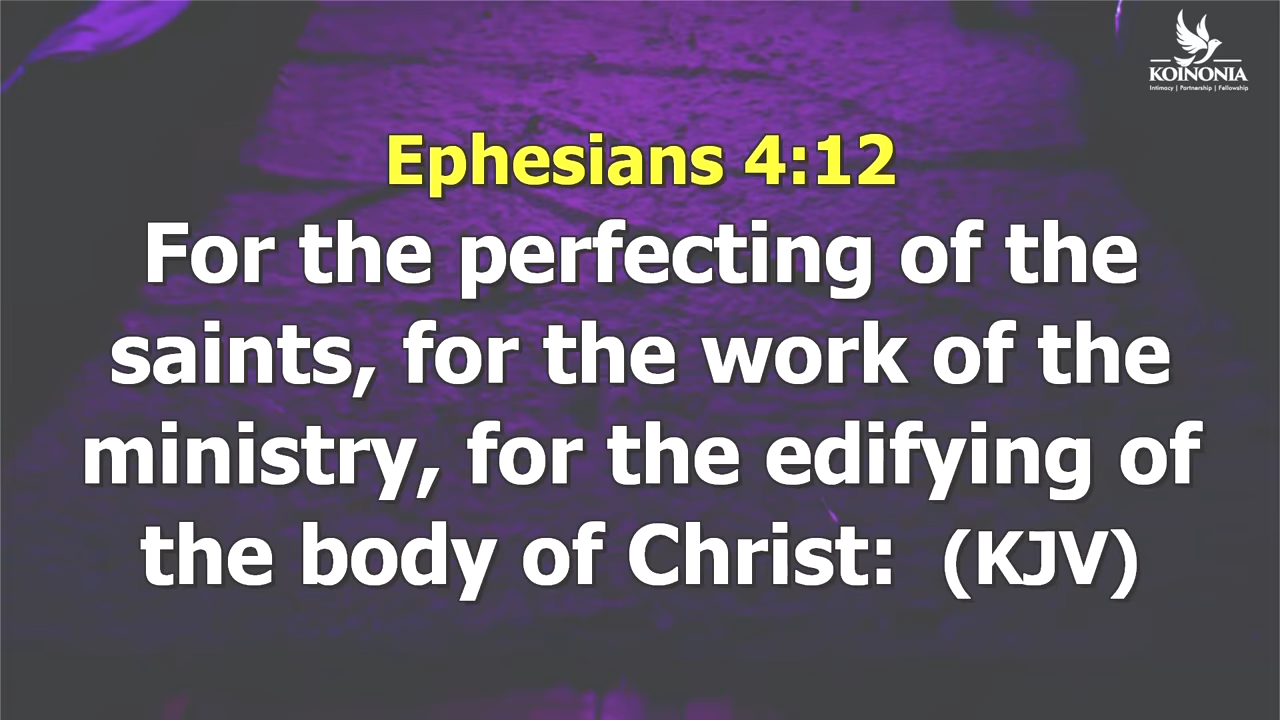 KOINONIA
Intimacy | Partnership | Fellowship
Ephesians 4:12
For the perfecting of the
saints, for the work of the
ministry, for the edifying of
the body of Christ: (KJV)